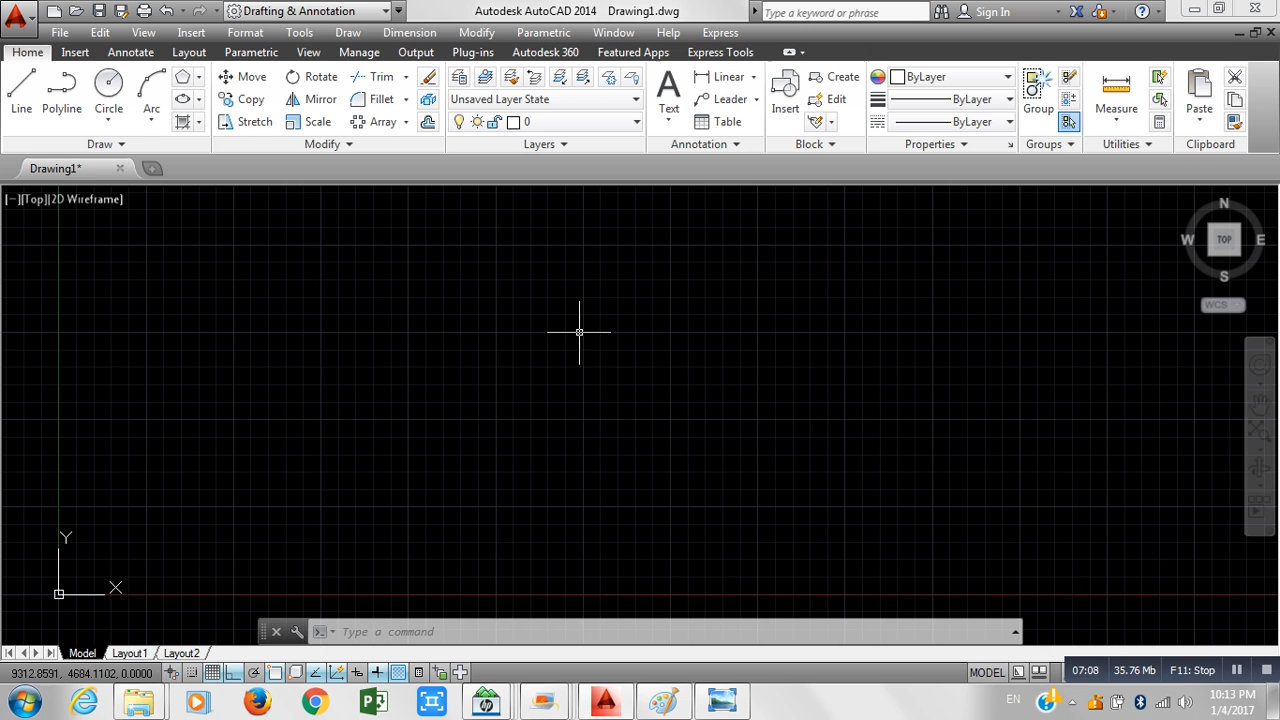 Drafting & Annotation
Autodesk AutoCAD 2014 Drawing1.dwg
Type a keyword or phrase
Sign In
File Edit View Insert Format Tools Draw Dimension Modify Parametric Window Help Express
Home Insert Annotate Layout Parametric View Manage Output Plug-ins Autodesk 360 Featured Apps Express Tools
Move Rotate Trim Unsaved Layer State Linear Create ByLayer
Line Polyline Circle Arc Copy Mirror Fillet Text Leader Insert Edit ByLayer Group Measure Paste
Stretch Scale Array 0 Table ByLayer
Draw Modify Layers Annotation Block Properties Groups Utilities Clipboard
Drawing1*
[−][Top][2D Wireframe]
N
W TOP E
S
WCS
Y
X
Type a command
Model Layout1 Layout2
9312.8591, 4684.1102, 0.0000 MODEL 07:08 35.76 Mb F11: Stop
EN 10:13 PM
1/4/2017